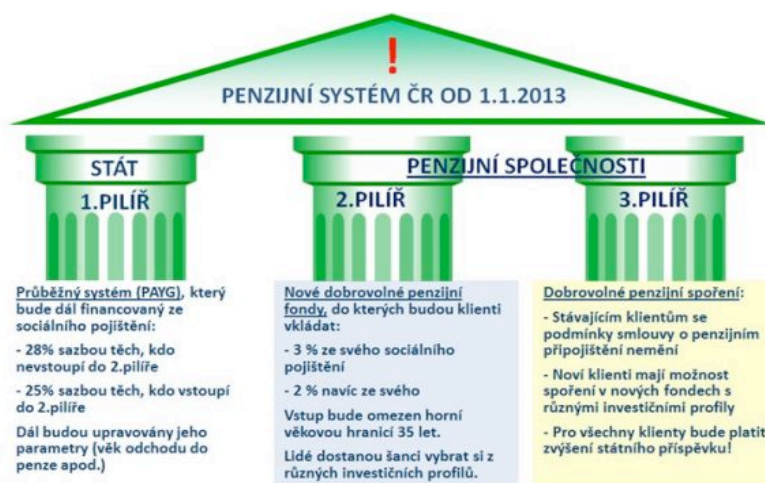 !
PENZIJNÍ SYSTÉM ČR OD 1.1.2013
STÁT
1.PILÍŘ
PENZIJNÍ SPOLEČNOSTI
2.PILÍŘ
3.PILÍŘ
Průběžný systém (PAYG), který
bude dál financovaný ze
sociálního pojištění:
- 28% sazbou těch, kdo
nevstoupí do 2.pilíře
- 25% sazbou těch, kdo vstoupí
do 2.pilíře
Dál budou upravovány jeho
parametry (věk odchodu do
penze apod.)
Nové dobrovolné penzijní
fondy, do kterých budou klienti
vkládat:
- 3 % ze svého sociálního
pojištění
- 2 % navíc ze svého
Vstup bude omezen horní
věkovou hranicí 35 let.
Lidé dostanou šanci vybrat si z
různých investičních profilů.
Dobrovolné penzijní spoření:
- Stávajícím klientům se
podmínky smlouvy o penzijním
připojištění nemění
- Noví klienti mají možnost
spoření v nových fondech s
různými investičními profily
- Pro všechny klienty bude platit
zvýšení státního příspěvku!